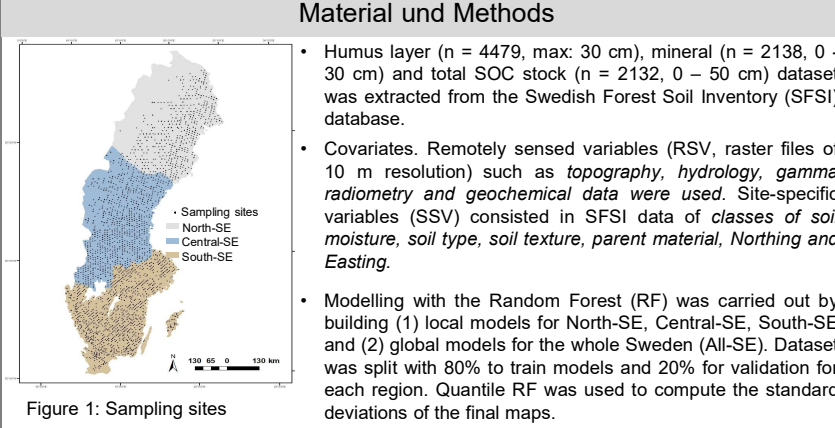 Material und Methods
• Humus layer (n = 4479, max: 30 cm), mineral (n = 2138, 0 -
30 cm) and total SOC stock (n = 2132, 0 – 50 cm) dataset
was extracted from the Swedish Forest Soil Inventory (SFSI)
database.
• Covariates. Remotely sensed variables (RSV, raster files of
10 m resolution) such as topography, hydrology, gamma
radiometry and geochemical data were used. Site-specific
variables (SSV) consisted in SFSI data of classes of soil
moisture, soil type, soil texture, parent material, Northing and
Easting.
• Modelling with the Random Forest (RF) was carried out by
building (1) local models for North-SE, Central-SE, South-SE
and (2) global models for the whole Sweden (All-SE). Dataset
was split with 80% to train models and 20% for validation for
each region. Quantile RF was used to compute the standard
deviations of the final maps.
Sampling sites
North-SE
Central-SE
South-SE
N
130 65 0 130 km
Figure 1: Sampling sites